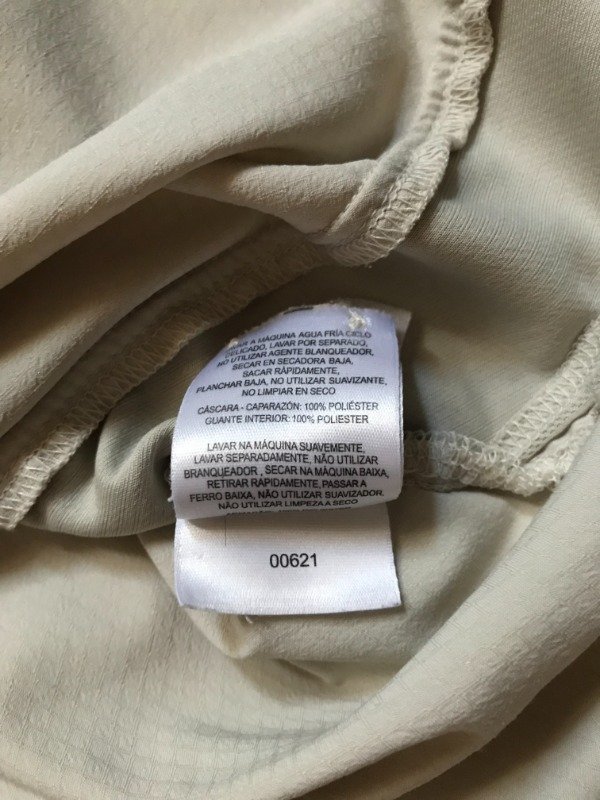 A MÁQUINA AGUA FRÍA CICLO
DELICADO, LAVAR POR SEPARADO,
NO UTILIZAR AGENTE BLANQUEADOR,
SECAR EN SECADORA BAJA,
SACAR RÁPIDAMENTE,
PLANCHAR BAJA, NO UTILIZAR SUAVIZANTE,
NO LIMPIAR EN SECO
CÁSCARA - CAPARAZÓN: 100% POLIÉSTER
GUANTE INTERIOR: 100% POLIÉSTER
LAVAR NA MÁQUINA SUAVEMENTE,
LAVAR SEPARADAMENTE, NÃO UTILIZAR
BRANQUEADOR , SECAR NA MÁQUINA BAIXA,
RETIRAR RÁPIDAMENTE, PASSAR A
FERRO BAIXA, NÃO UTILIZAR SUAVIZADOR,
NÃO UTILIZAR LIMPEZA A SECO
00621